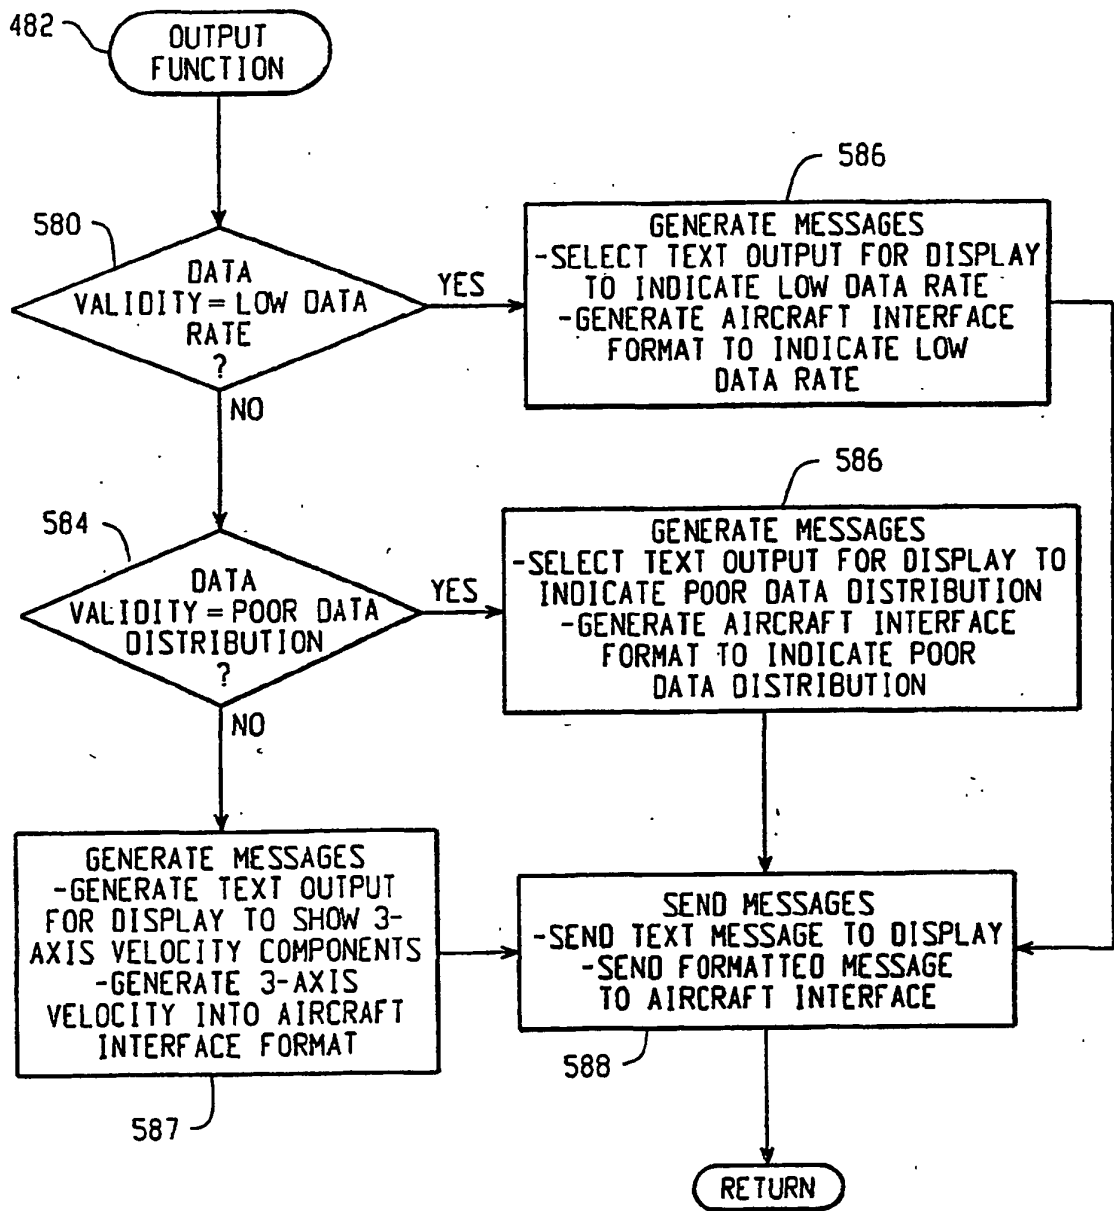 482
OUTPUT
FUNCTION
580
DATA
VALIDITY = LOW DATA
RATE
?
YES
NO
586
GENERATE MESSAGES
-SELECT TEXT OUTPUT FOR DISPLAY
TO INDICATE LOW DATA RATE
-GENERATE AIRCRAFT INTERFACE
FORMAT TO INDICATE LOW
DATA RATE
584
DATA
VALIDITY = POOR DATA
DISTRIBUTION
?
YES
NO
586
GENERATE MESSAGES
-SELECT TEXT OUTPUT FOR DISPLAY TO
INDICATE POOR DATA DISTRIBUTION
-GENERATE AIRCRAFT INTERFACE
FORMAT TO INDICATE POOR
DATA DISTRIBUTION
GENERATE MESSAGES
-GENERATE TEXT OUTPUT
FOR DISPLAY TO SHOW 3-
AXIS VELOCITY COMPONENTS
-GENERATE 3-AXIS
VELOCITY INTO AIRCRAFT
INTERFACE FORMAT
587
SEND MESSAGES
-SEND TEXT MESSAGE TO DISPLAY
-SEND FORMATTED MESSAGE
TO AIRCRAFT INTERFACE
588
RETURN